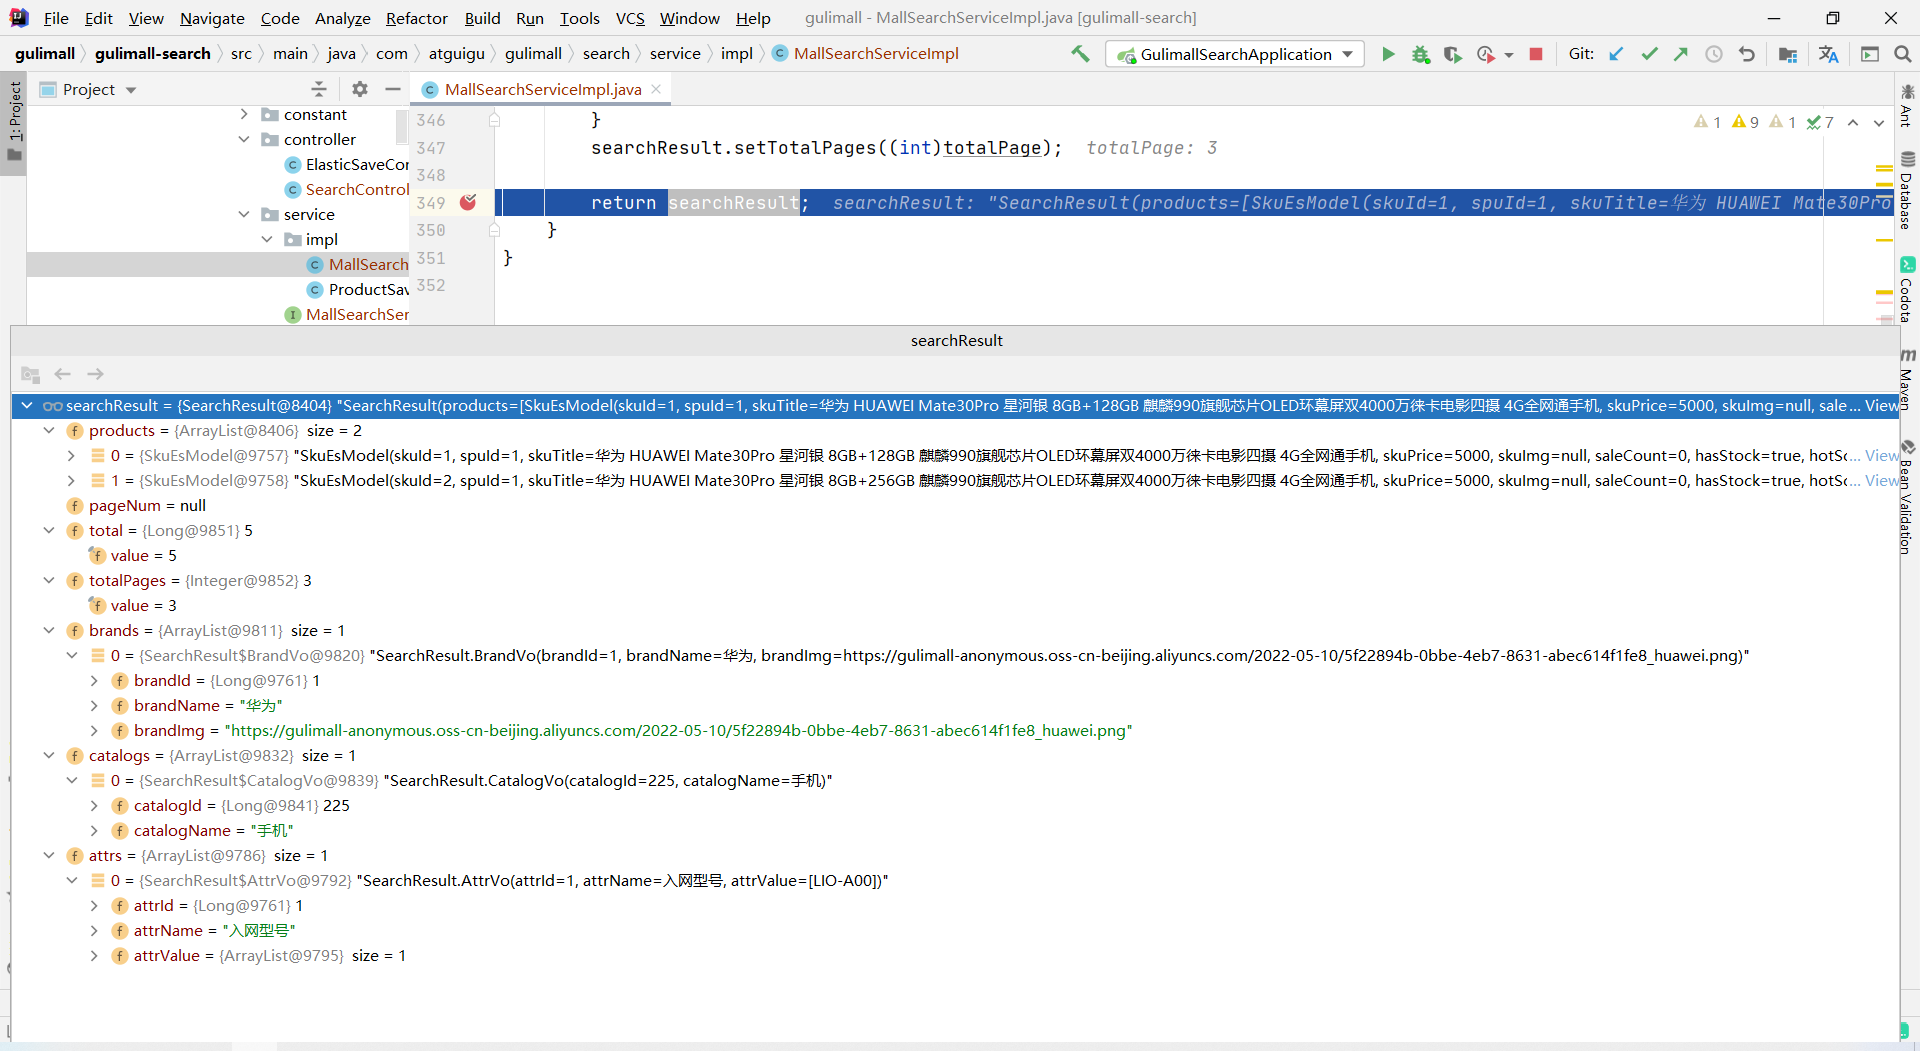 File Edit View Navigate Code Analyze Refactor Build Run Tools VCS Window Help gulimall - MallSearchServiceImpl.java [gulimall-search]
gulimall gulimall-search src main java com atguigu gulimall search service impl MallSearchServiceImpl GulimallSearchApplication Git:
1: Project
Project
MallSearchServiceImpl.java
constant
controller
ElasticSaveCon
SearchControl
service
impl
MallSearch
ProductSav
MallSearchSer
346 }
347 searchResult.setTotalPages((int)totalPage); totalPage: 3
348
349 return searchResult; searchResult: "SearchResult(products=[SkuEsModel(skuId=1, spuId=1, skuTitle=华为 HUAWEI Mate30Pro
350 }
351 }
352
1 9 1 7
Ant
Database
Codota
Maven
Bean Validation
searchResult
searchResult = {SearchResult@8404} "SearchResult(products=[SkuEsModel(skuId=1, spuId=1, skuTitle=华为 HUAWEI Mate30Pro 星河银 8GB+128GB 麒麟990旗舰芯片OLED环幕屏双4000万徕卡电影四摄 4G全网通手机, skuPrice=5000, skuImg=null, sale... View
products = {ArrayList@8406} size = 2
0 = {SkuEsModel@9757} "SkuEsModel(skuId=1, spuId=1, skuTitle=华为 HUAWEI Mate30Pro 星河银 8GB+128GB 麒麟990旗舰芯片OLED环幕屏双4000万徕卡电影四摄 4G全网通手机, skuPrice=5000, skuImg=null, saleCount=0, hasStock=true, hotSc... View
1 = {SkuEsModel@9758} "SkuEsModel(skuId=2, spuId=1, skuTitle=华为 HUAWEI Mate30Pro 星河银 8GB+256GB 麒麟990旗舰芯片OLED环幕屏双4000万徕卡电影四摄 4G全网通手机, skuPrice=5000, skuImg=null, saleCount=0, hasStock=true, hotSc... View
pageNum = null
total = {Long@9851} 5
value = 5
totalPages = {Integer@9852} 3
value = 3
brands = {ArrayList@9811} size = 1
0 = {SearchResult$BrandVo@9820} "SearchResult.BrandVo(brandId=1, brandName=华为, brandImg=https://gulimall-anonymous.oss-cn-beijing.aliyuncs.com/2022-05-10/5f22894b-0bbe-4eb7-8631-abec614f1fe8_huawei.png)"
brandId = {Long@9761} 1
brandName = "华为"
brandImg = "https://gulimall-anonymous.oss-cn-beijing.aliyuncs.com/2022-05-10/5f22894b-0bbe-4eb7-8631-abec614f1fe8_huawei.png"
catalogs = {ArrayList@9832} size = 1
0 = {SearchResult$CatalogVo@9839} "SearchResult.CatalogVo(catalogId=225, catalogName=手机)"
catalogId = {Long@9841} 225
catalogName = "手机"
attrs = {ArrayList@9786} size = 1
0 = {SearchResult$AttrVo@9792} "SearchResult.AttrVo(attrId=1, attrName=入网型号, attrValue=[LIO-A00])"
attrId = {Long@9761} 1
attrName = "入网型号"
attrValue = {ArrayList@9795} size = 1